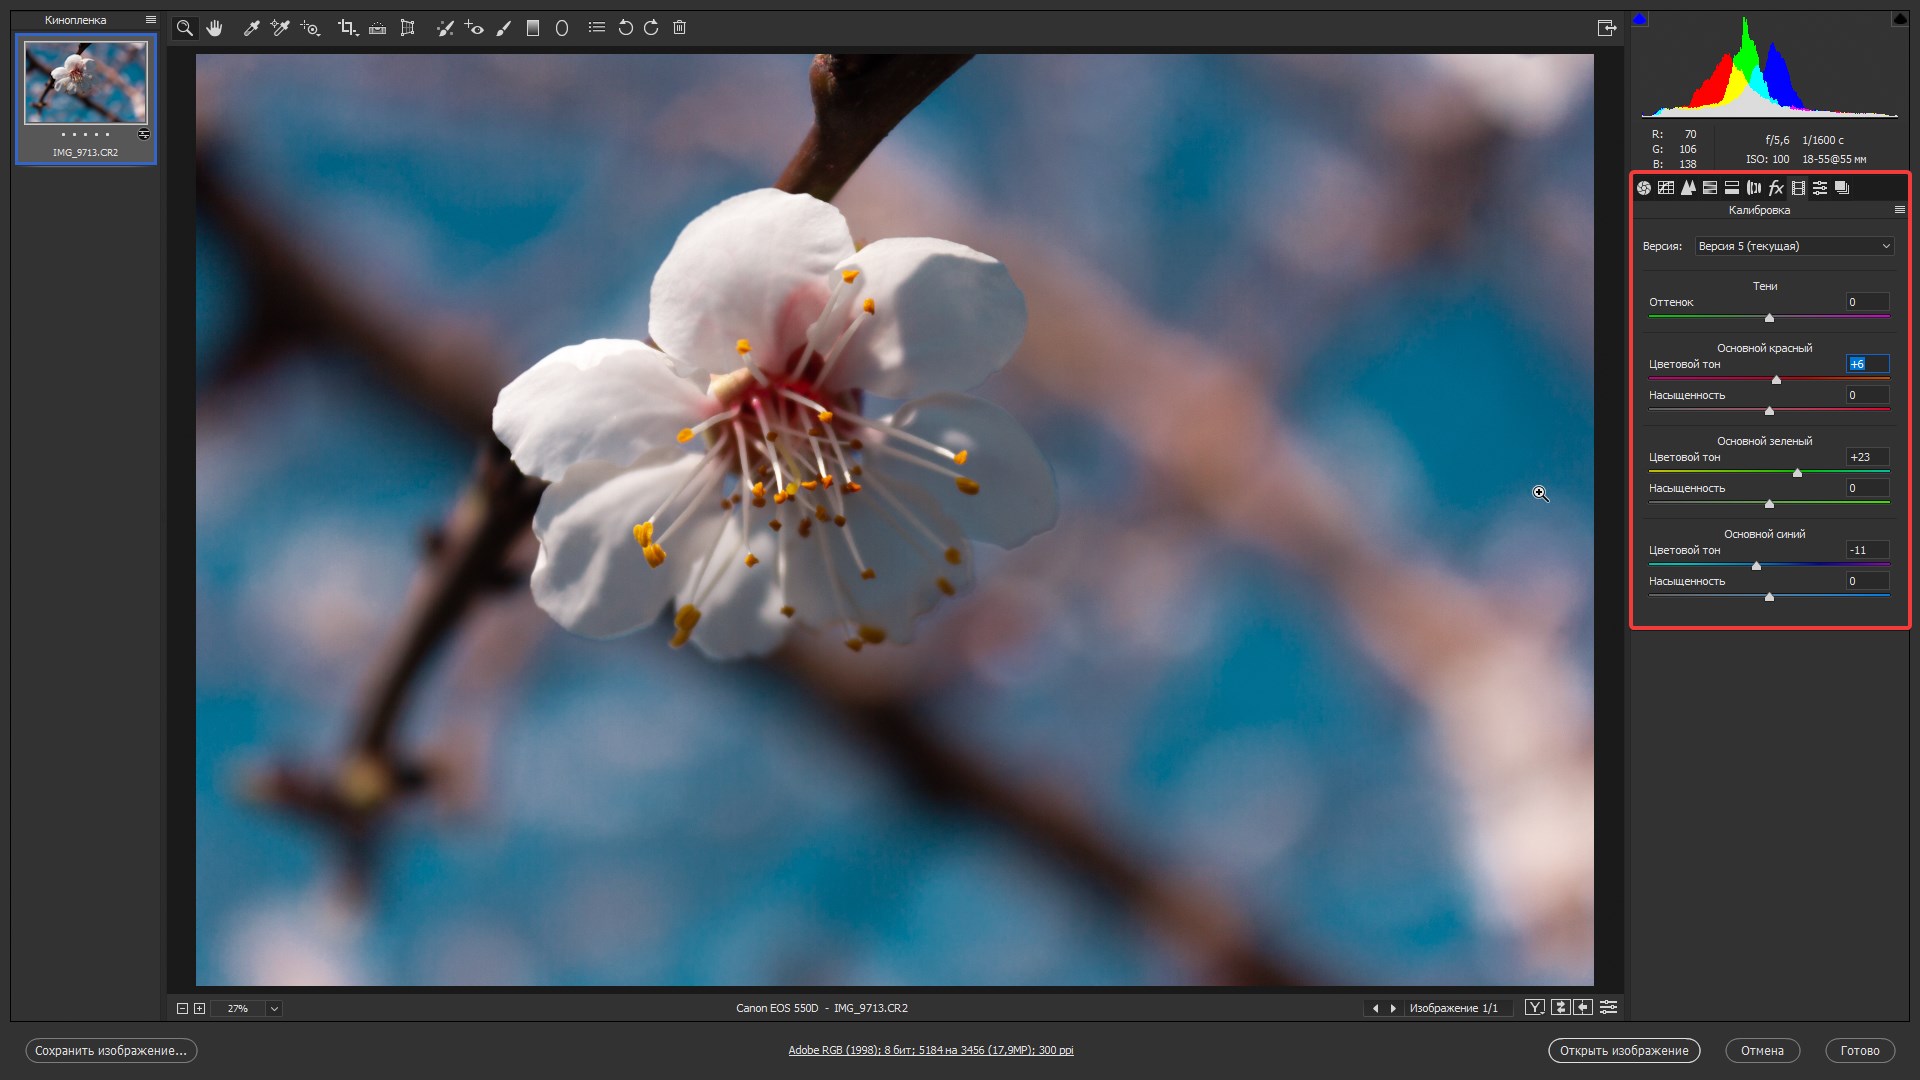 Кинопленка
IMG_9713.CR2
R: 70
G: 106
B: 138
f/5,6 1/1600 с
ISO: 100 18-55@55 мм
fx
Калибровка
Версия: Версия 5 (текущая)
Тени
Оттенок 0
Основной красный
Цветовой тон +6
Насыщенность 0
Основной зеленый
Цветовой тон +23
Насыщенность 0
Основной синий
Цветовой тон -11
Насыщенность 0
27%
Canon EOS 550D - IMG_9713.CR2
Изображение 1/1
Y
Сохранить изображение...
Adobe RGB (1998); 8 бит; 5184 на 3456 (17,9MP); 300 ppi
Открыть изображение
Отмена
Готово